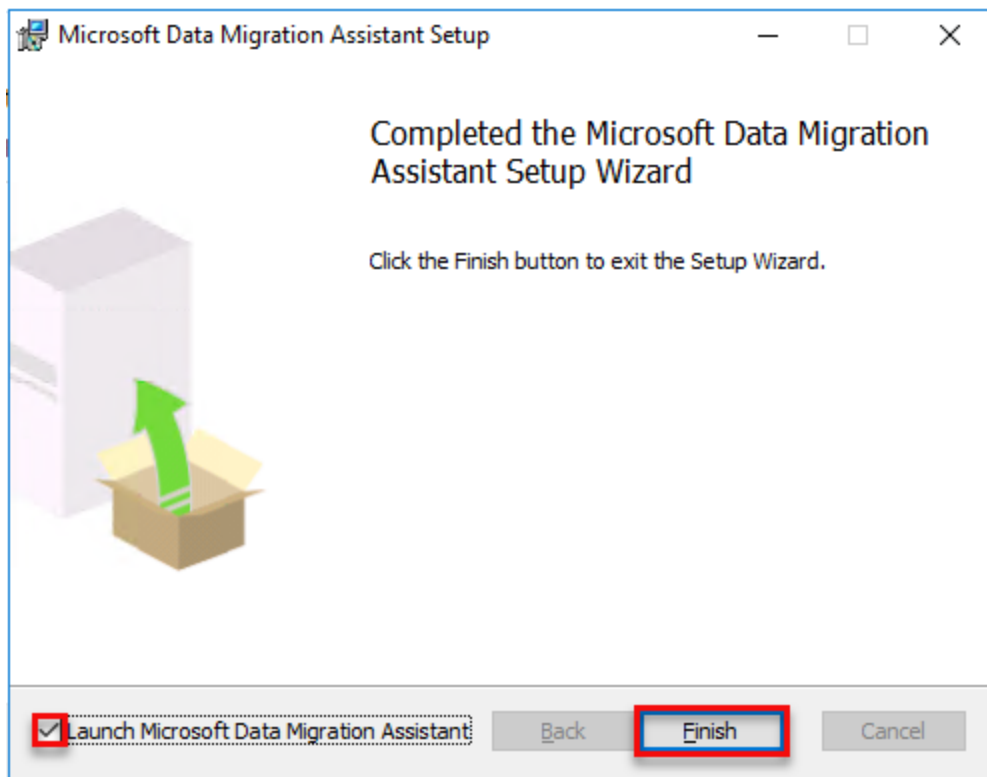 Microsoft Data Migration Assistant Setup
Completed the Microsoft Data Migration
Assistant Setup Wizard
Click the Finish button to exit the Setup Wizard.
Launch Microsoft Data Migration Assistant
Back
Finish
Cancel